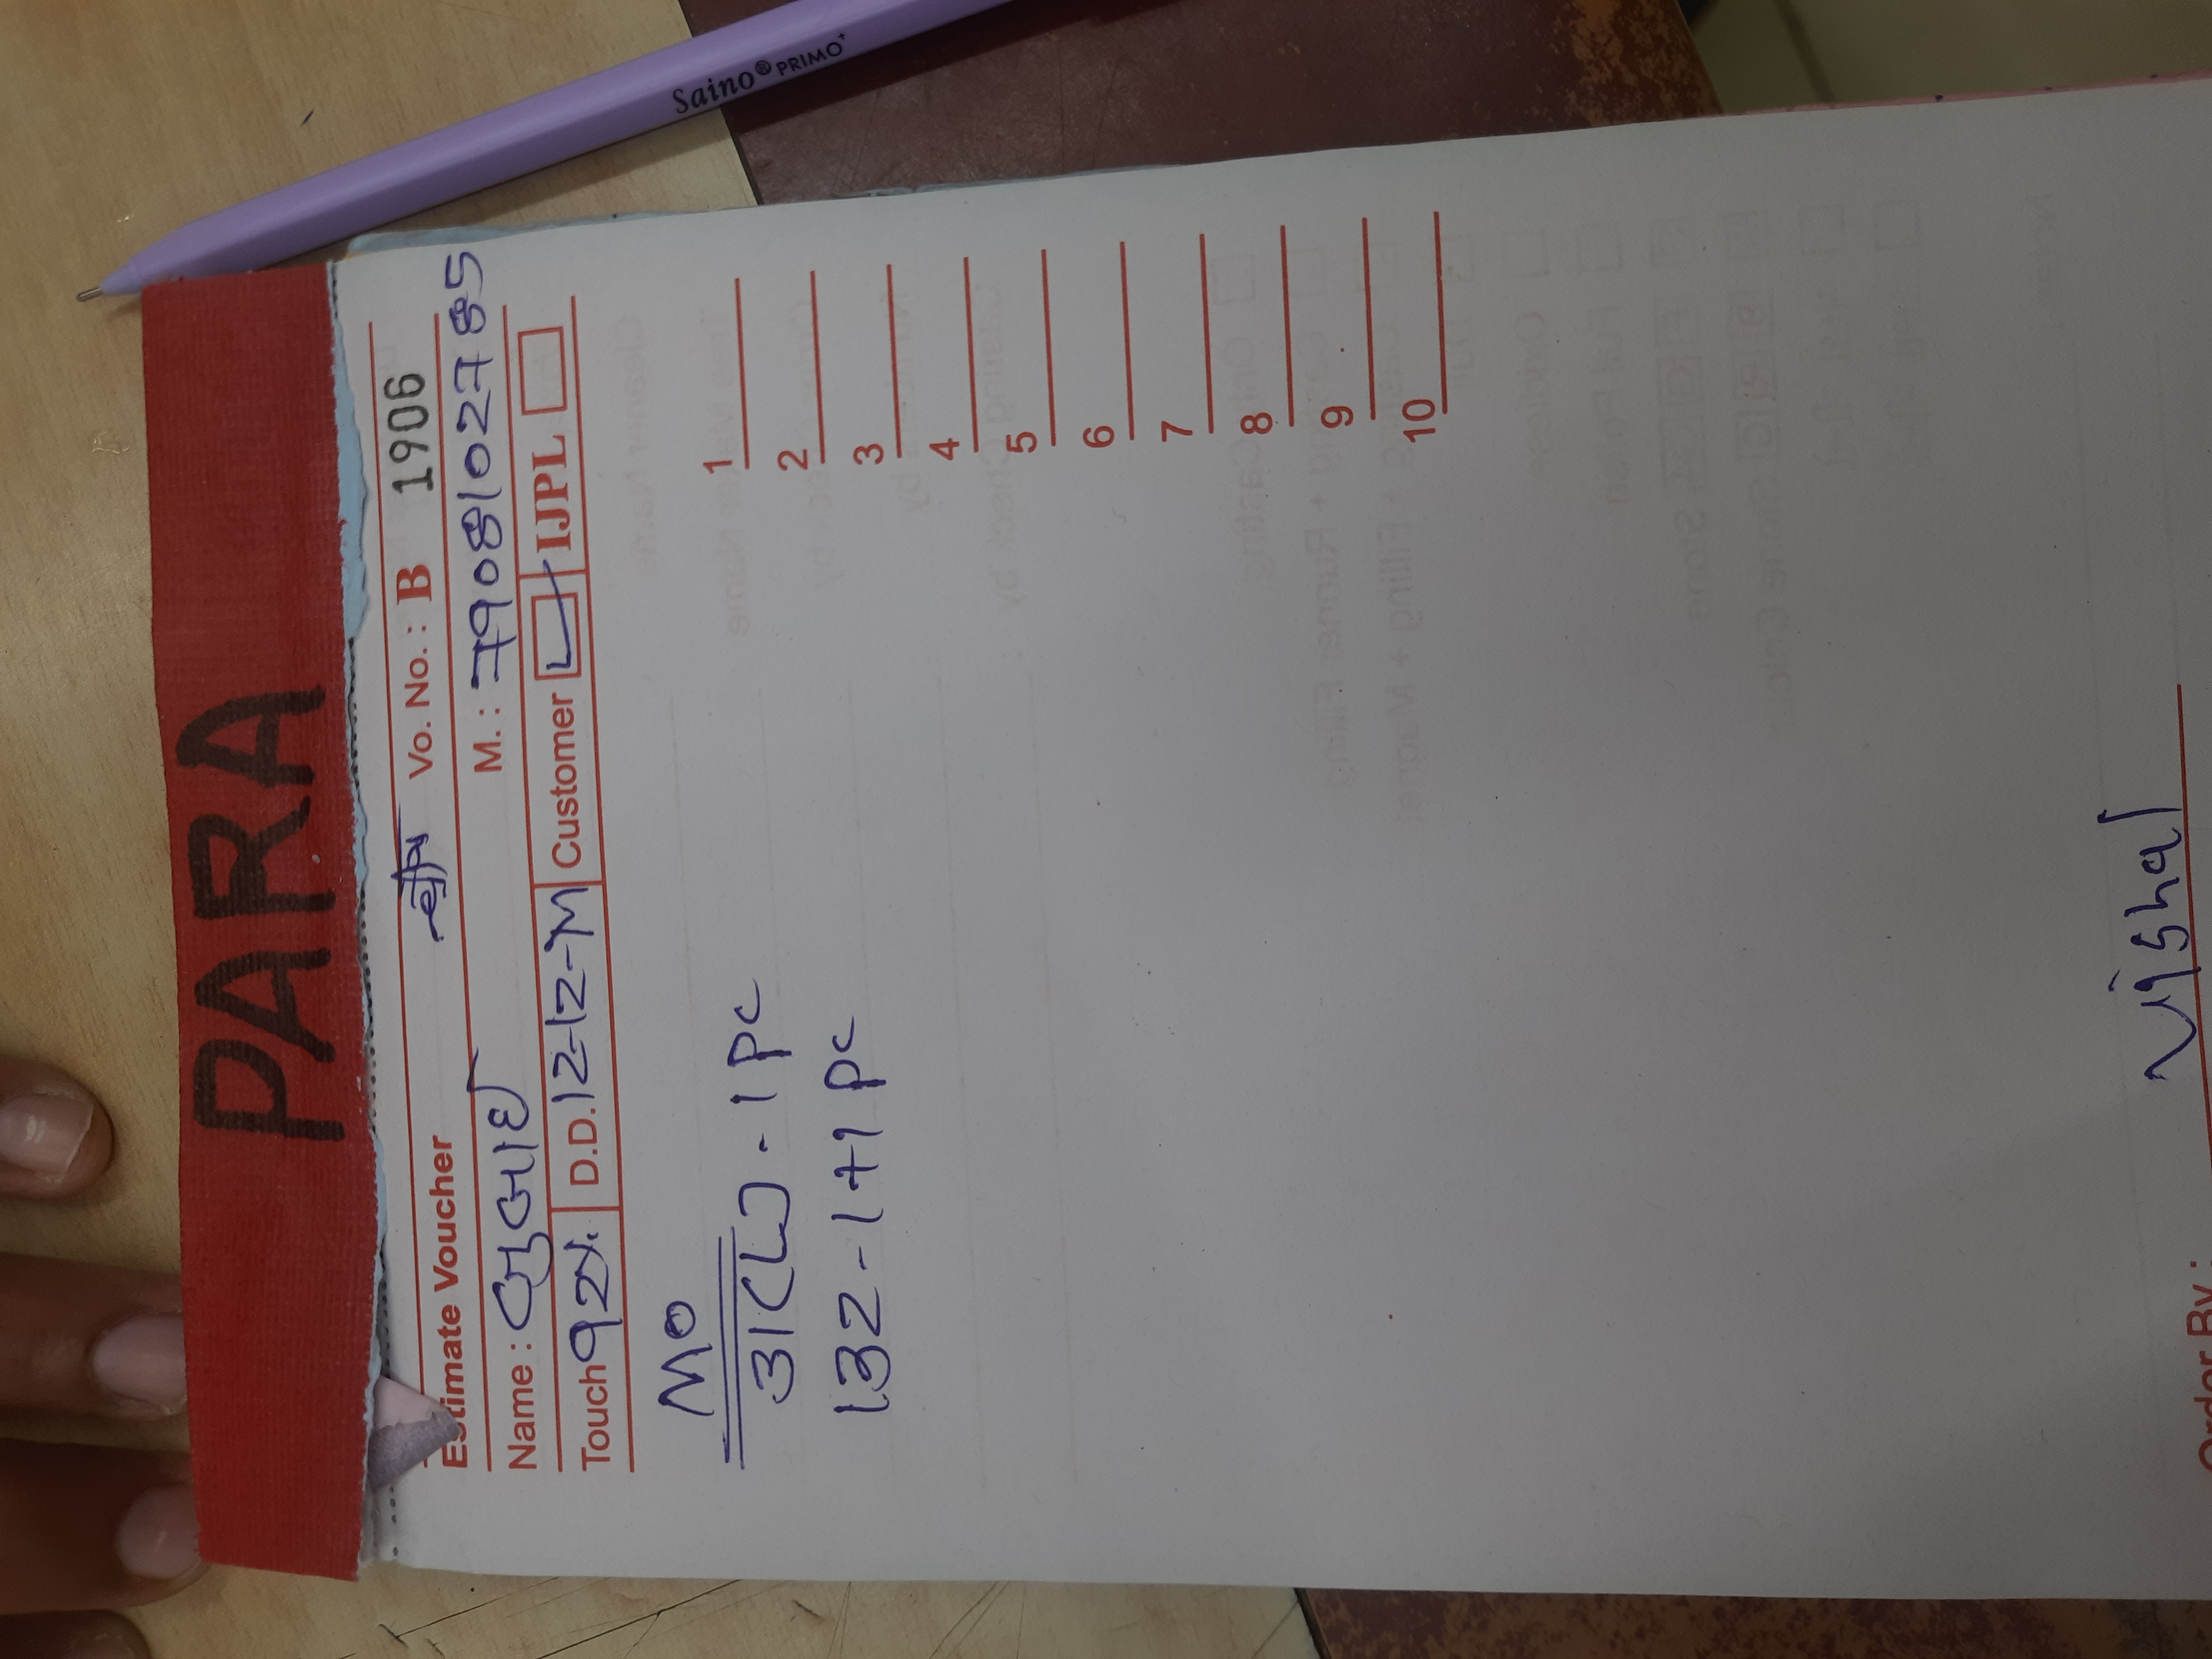 PARA
Estimate Voucher Vo. No. : B 1906
Name : બુબાઈ M. : 7908102785
Touch 92%. D.D. 12-12-M Customer IJPL
MO
31(L) - 1 PC
132 - 1+1 PC
1
2
3
4
5
6
7
8
9
10
Vishal
Order By :
Saino® PRIMO+